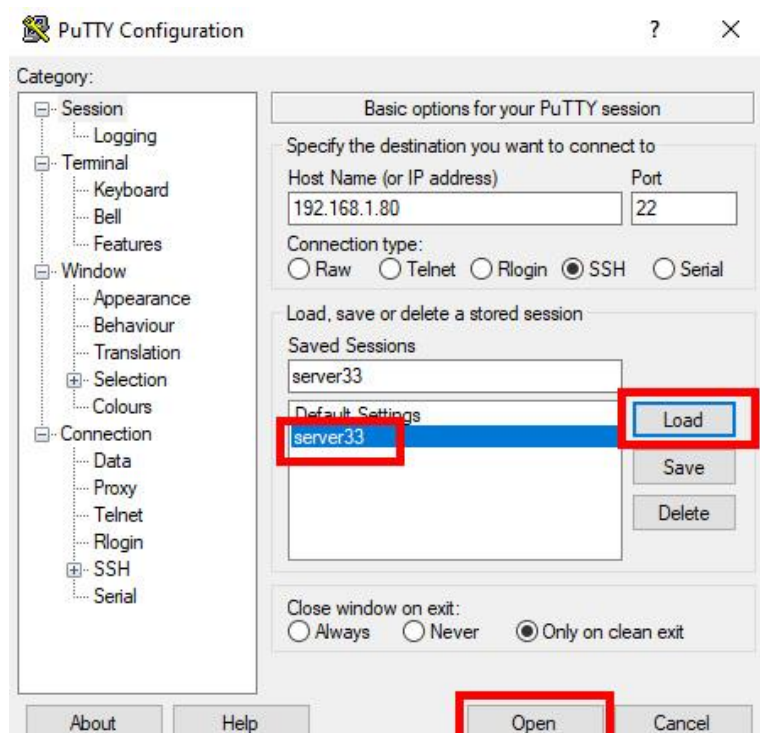 PuTTY Configuration ? ×
Category:
Session
Logging
Terminal
Keyboard
Bell
Features
Window
Appearance
Behaviour
Translation
Selection
Colours
Connection
Data
Proxy
Telnet
Rlogin
SSH
Serial
Basic options for your PuTTY session
Specify the destination you want to connect to
Host Name (or IP address) Port
192.168.1.80 22
Connection type:
Raw Telnet Rlogin SSH Serial
Load, save or delete a stored session
Saved Sessions
server33
Default Settings
server33
Load
Save
Delete
Close window on exit:
Always Never Only on clean exit
About Help Open Cancel